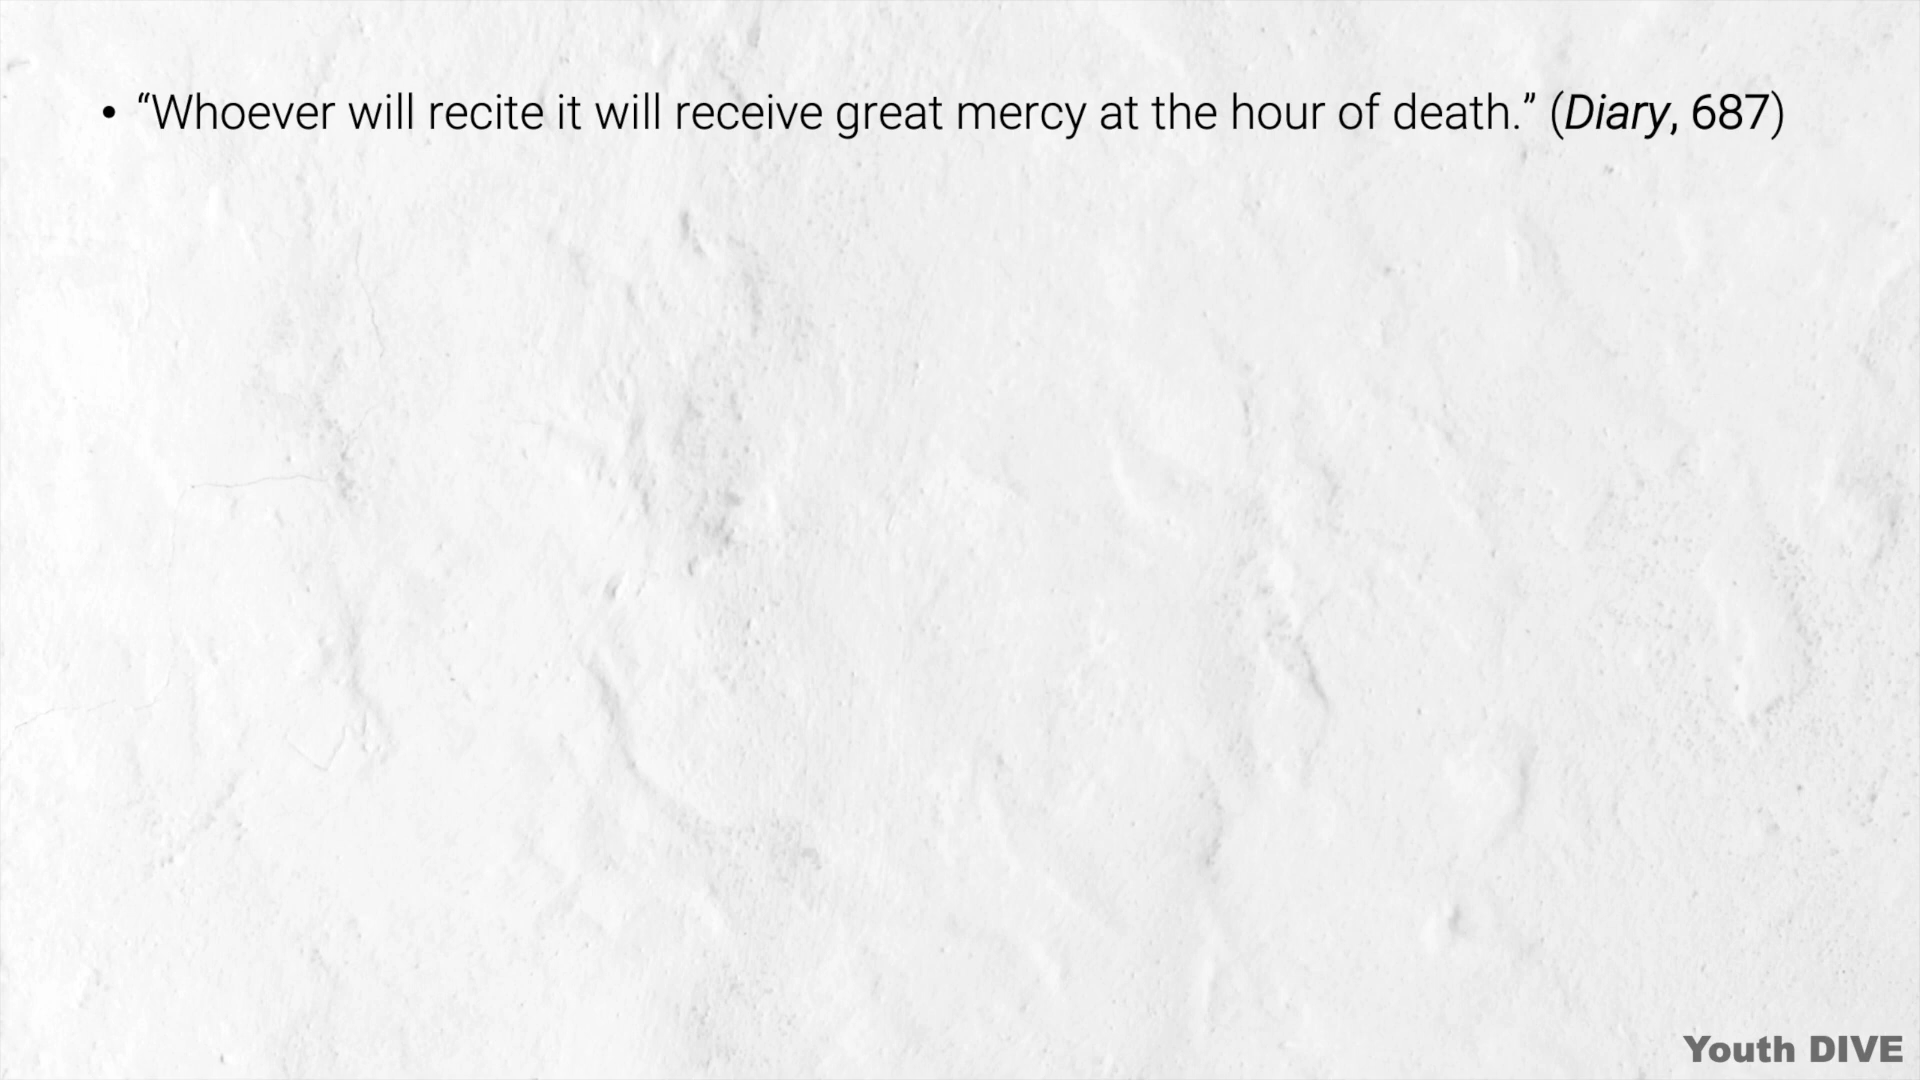 • “Whoever will recite it will receive great mercy at the hour of death.” (Diary, 687)
Youth DIVE